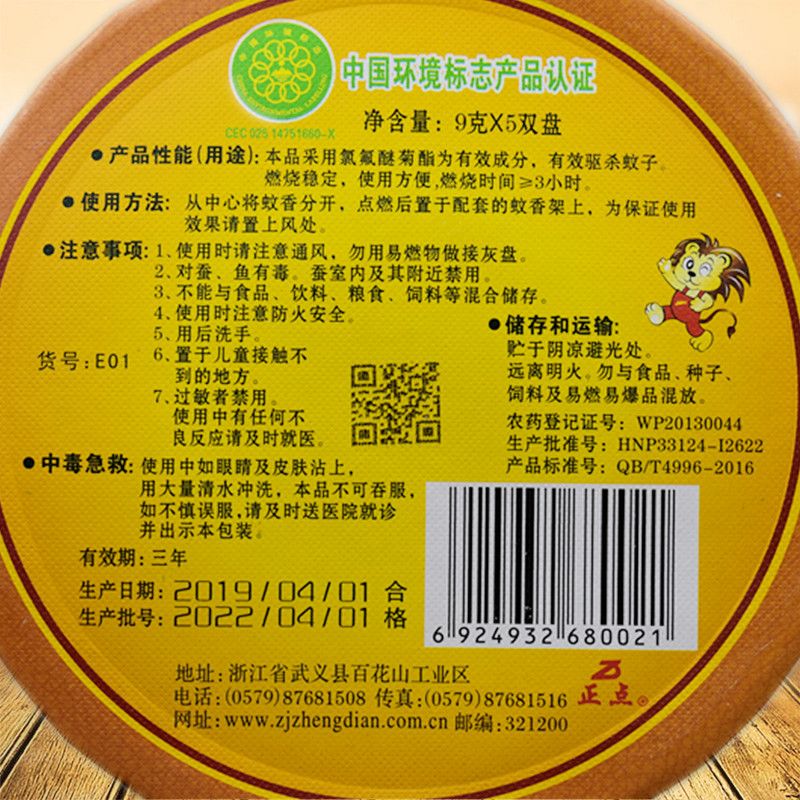 中国环境标志产品认证
CHINA ENVIRONMENTAL LABELLING
CEC 025 14751660-X
净含量：9克X5双盘
●产品性能(用途)：本品采用氯氟醚菊酯为有效成分，有效驱杀蚊子。
燃烧稳定，使用方便,燃烧时间≥3小时。
●使用方法：从中心将蚊香分开，点燃后置于配套的蚊香架上，为保证使用
效果请置上风处。
●注意事项：1、使用时请注意通风，勿用易燃物做接灰盘。
2、对蚕、鱼有毒。蚕室内及其附近禁用。
3、不能与食品、饮料、粮食、饲料等混合储存。
4、使用时注意防火安全。
5、用后洗手。
6、置于儿童接触不
到的地方。
7、过敏者禁用。
使用中有任何不
良反应请及时就医。
货号：E01
●储存和运输：
贮于阴凉避光处。
远离明火。勿与食品、种子、
饲料及易燃易爆品混放。
农药登记证号：WP20130044
生产批准号：HNP33124-I2622
产品标准号：QB/T4996-2016
●中毒急救：使用中如眼睛及皮肤沾上，
用大量清水冲洗，本品不可吞服，
如不慎误服，请及时送医院就诊
并出示本包装。
有效期：三年
生产日期：2019/04/01 合
生产批号：2022/04/01 格
6 924932 680021
地址：浙江省武义县百花山工业区
电话：(0579)87681508 传真：(0579)87681516
网址：www.zjzhengdian.com.cn 邮编：321200
正点®